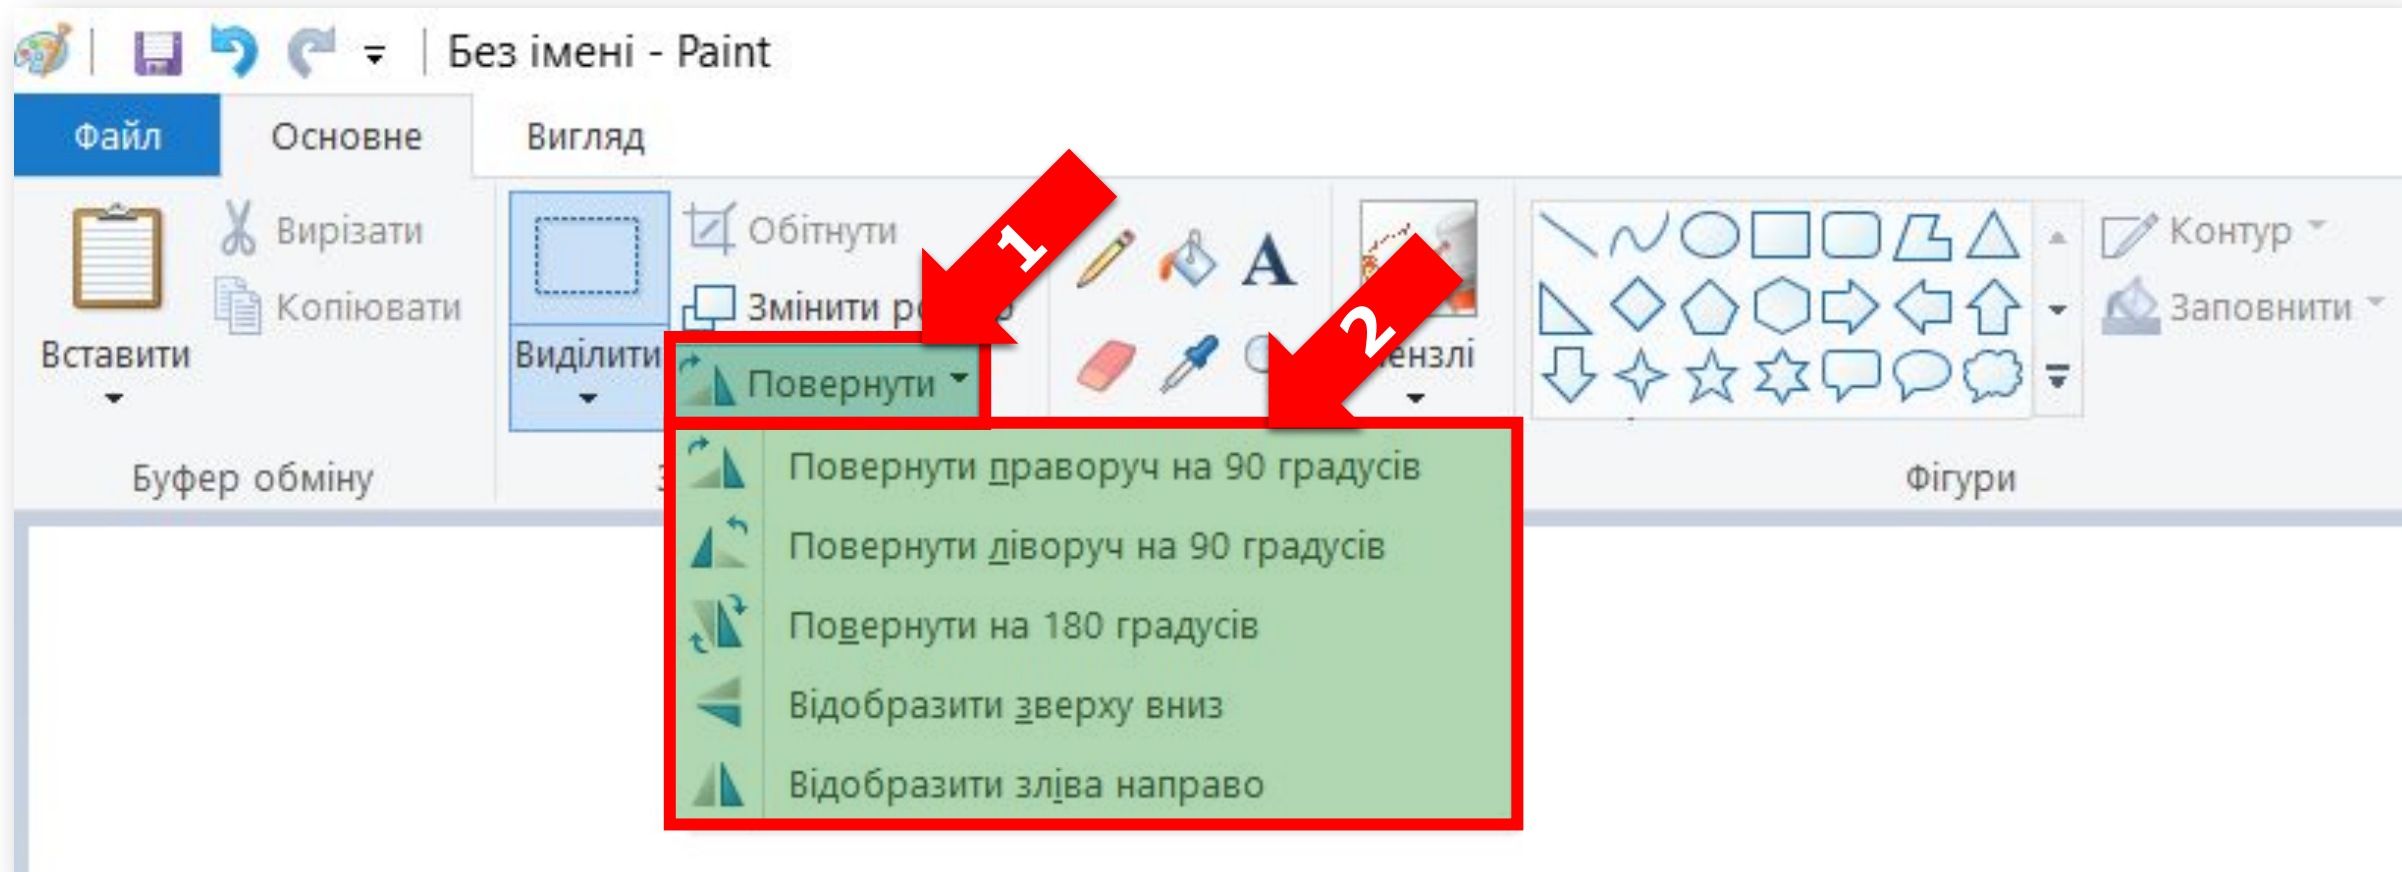 Без імені - Paint
Файл Основне Вигляд
Вирізати
Обітнути
1
A
Контур
Копіювати
Змінити
2
Заповнити
Вставити
Виділити
Повернути
Буфер обміну
Фігури
Повернути праворуч на 90 градусів
Повернути ліворуч на 90 градусів
Повернути на 180 градусів
Відобразити зверху вниз
Відобразити зліва направо